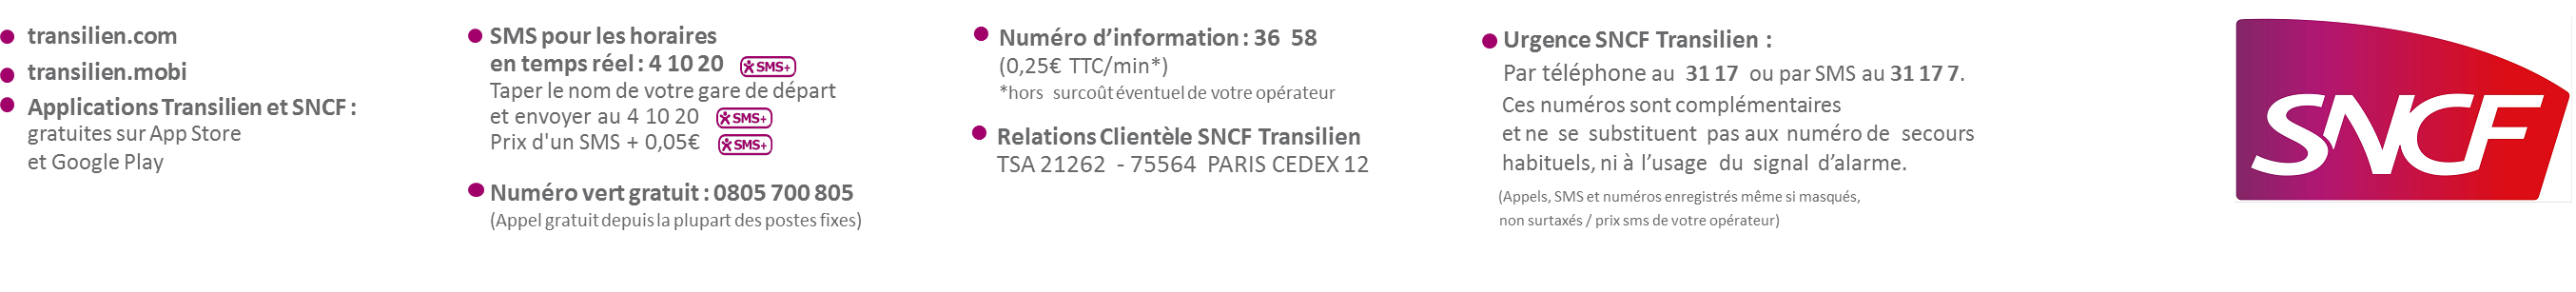 transilien.com
transilien.mobi
Applications Transilien et SNCF :
gratuites sur App Store
et Google Play
SMS pour les horaires
en temps réel : 4 10 20 SMS+
Taper le nom de votre gare de départ
et envoyer au 4 10 20 SMS+
Prix d'un SMS + 0,05€ SMS+
Numéro vert gratuit : 0805 700 805
(Appel gratuit depuis la plupart des postes fixes)
Numéro d’information : 36 58
(0,25€ TTC/min*)
*hors surcoût éventuel de votre opérateur
Relations Clientèle SNCF Transilien
TSA 21262 - 75564 PARIS CEDEX 12
Urgence SNCF Transilien :
Par téléphone au 31 17 ou par SMS au 31 17 7.
Ces numéros sont complémentaires
et ne se substituent pas aux numéro de secours
habituels, ni à l’usage du signal d’alarme.
(Appels, SMS et numéros enregistrés même si masqués,
non surtaxés / prix sms de votre opérateur)
SNCF